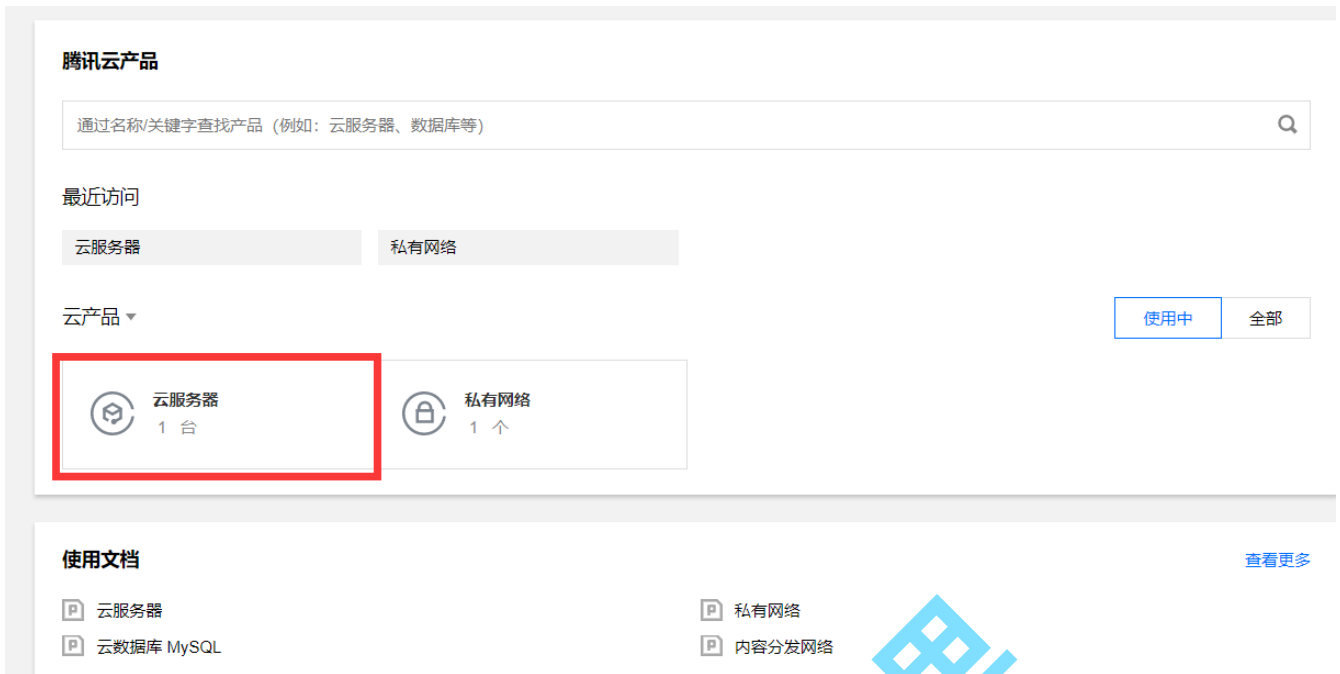 腾讯云产品
通过名称/关键字查找产品（例如：云服务器、数据库等）
最近访问
云服务器 私有网络
云产品 使用中 全部
云服务器 私有网络
1 台 1 个
使用文档 查看更多
云服务器 私有网络
云数据库 MySQL 内容分发网络